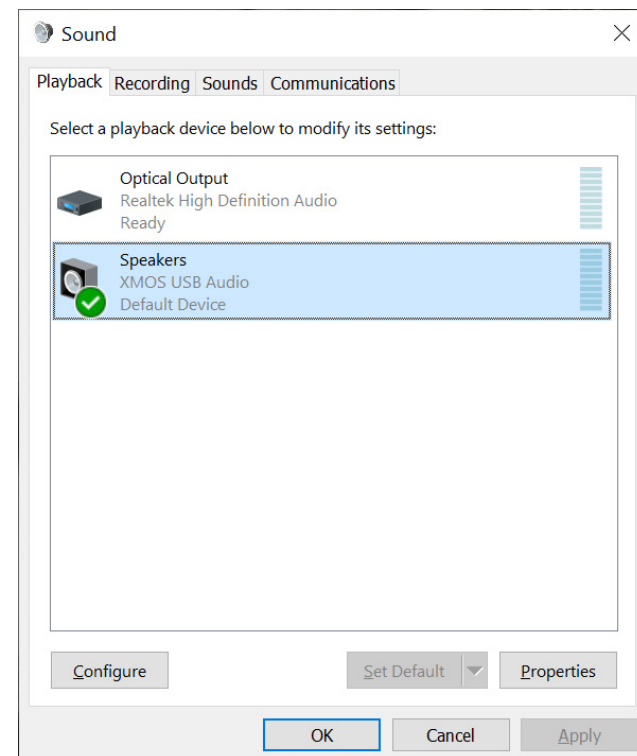 Sound
Playback Recording Sounds Communications
Select a playback device below to modify its settings:
Optical Output
Realtek High Definition Audio
Ready
Speakers
XMOS USB Audio
Default Device
Configure Set Default Properties
OK Cancel Apply